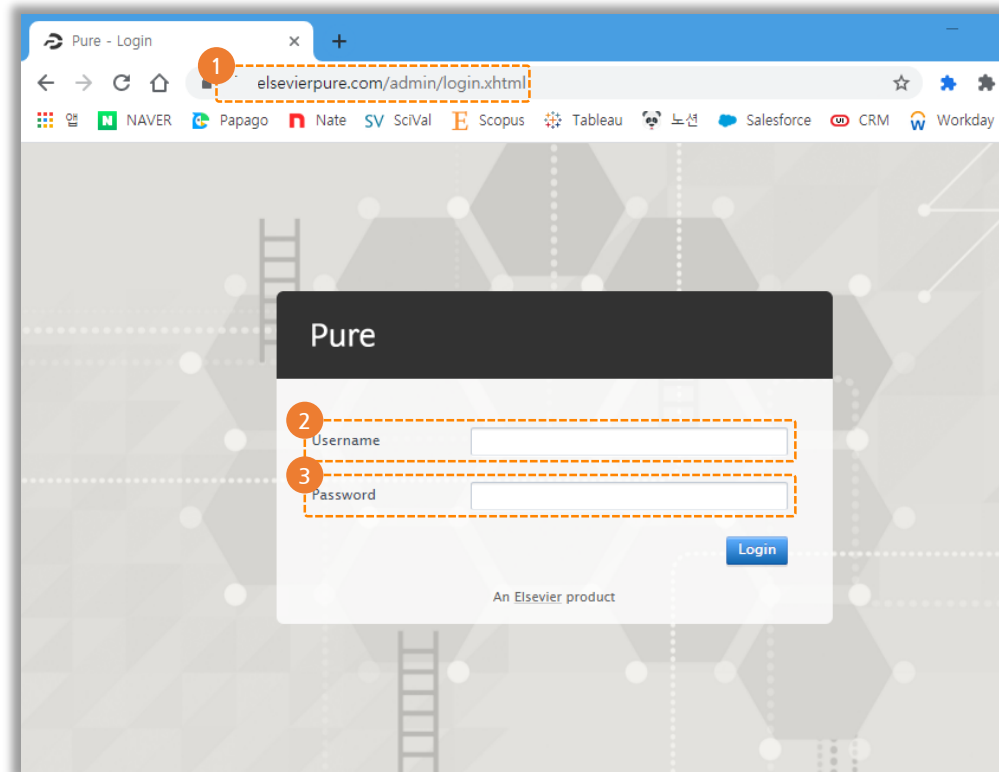 Pure - Login
1
elsevierpure.com/admin/login.xhtml
앱 NAVER Papago Nate SV SciVal E Scopus Tableau 노션 Salesforce CRM Workday
Pure
2
Username
3
Password
Login
An Elsevier product